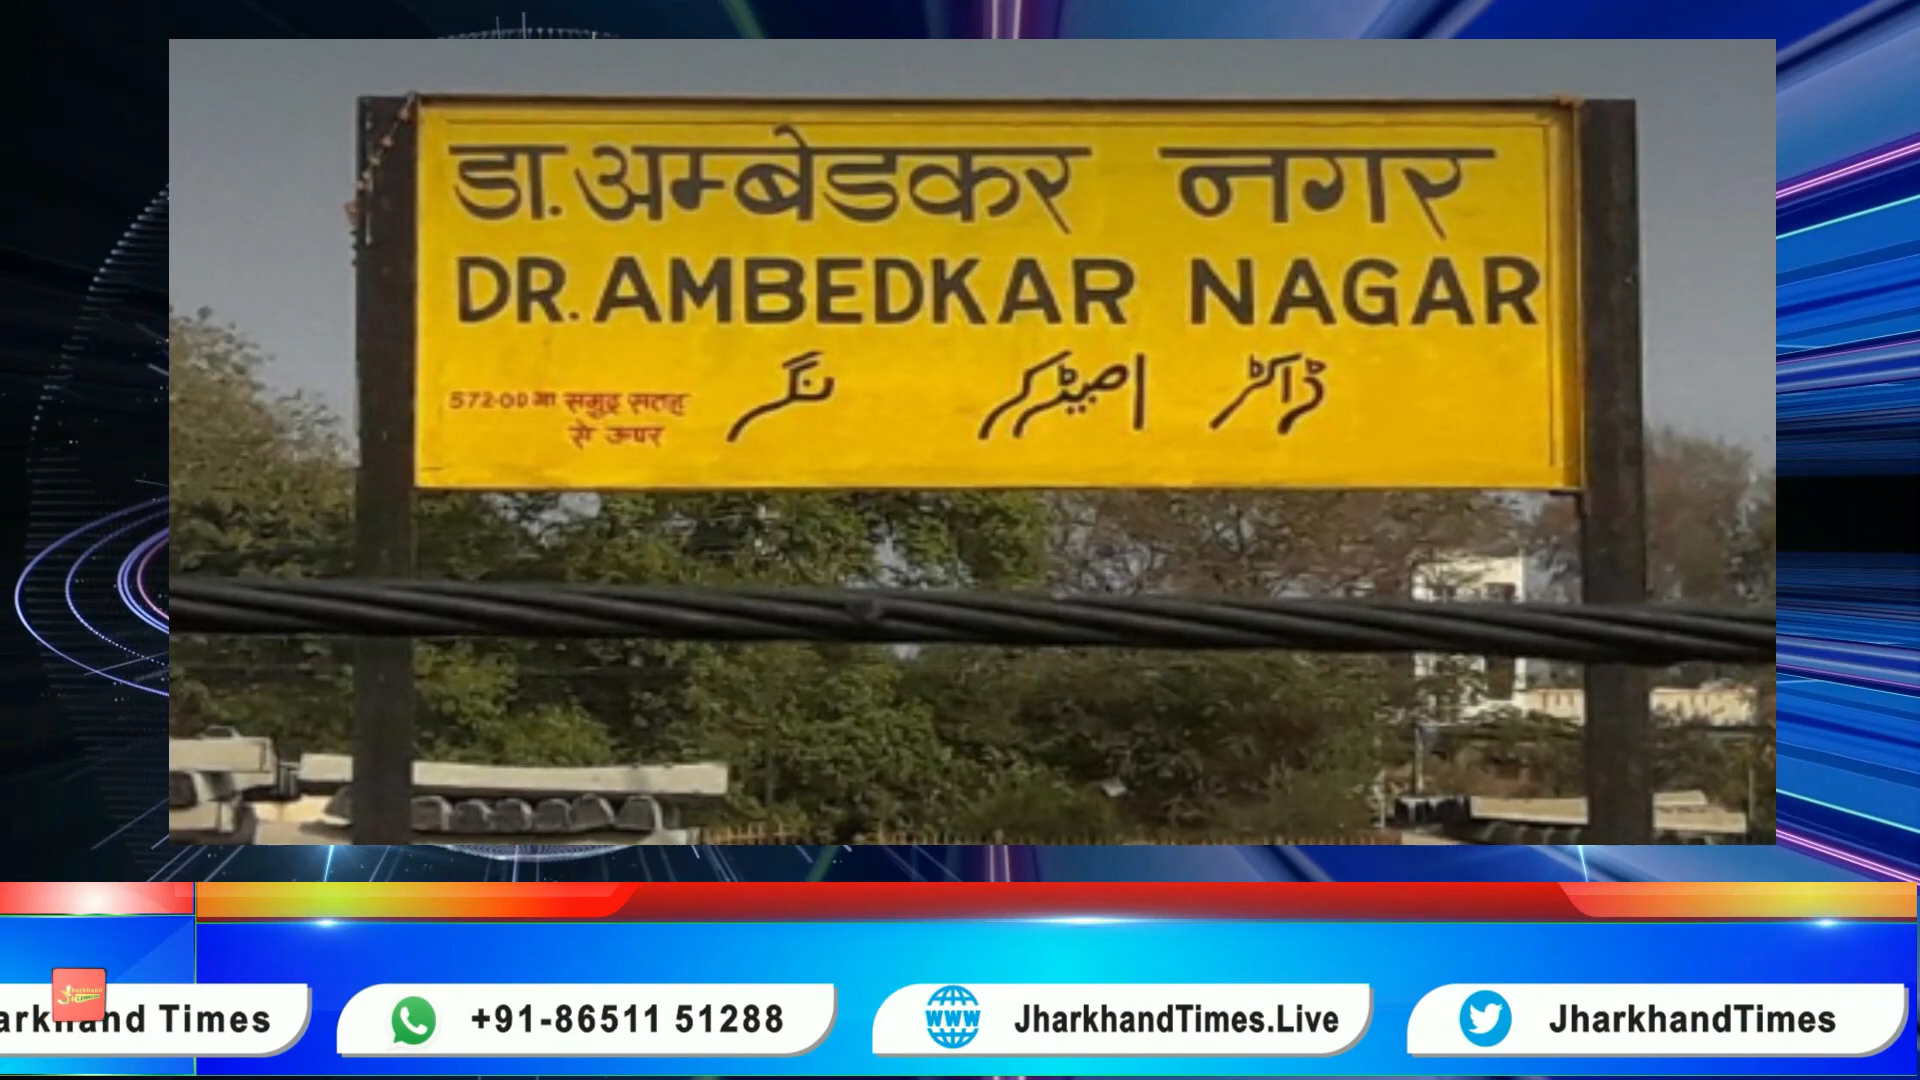 डा. अम्बेडकर नगर
DR. AMBEDKAR NAGAR
ڈاکٹر امبیڈکر نگر
572.00 मी समुद्र सतह
से ऊपर
arkhand Times
+91-86511 51288
WWW
JharkhandTimes.Live
JharkhandTimes